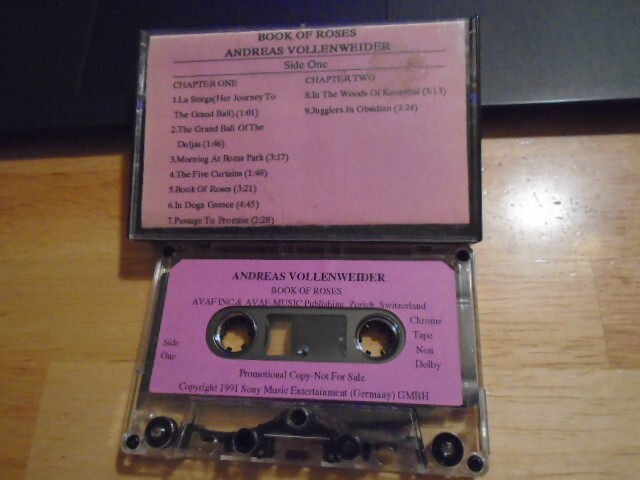 BOOK OF ROSES
ANDREAS VOLLENWEIDER
Side One
CHAPTER ONE
1.La Strega(Her Journey To
The Grand Ball) (1:01)
2.The Grand Ball Of The
Duljas (1:46)
3.Morning At Boma Park (3:17)
4.The Five Curtains (1:48)
5.Book Of Roses (3:21)
6.In Doga Gamee (4:45)
7.Passage To Promise (2:28)
CHAPTER TWO
8.In The Woods Of (3:13)
9.Jugglers In Obsidian (3:24)
ANDREAS VOLLENWEIDER
BOOK OF ROSES
AVAF INC& AVAF-MUSIC Publishing, Zurich, Switzerland
Side
One
Chrome
Tape
Non
Dolby
Promotional Copy-Not For Sale
Copyright 1991 Sony Music Entertainment (Germany) GMBH